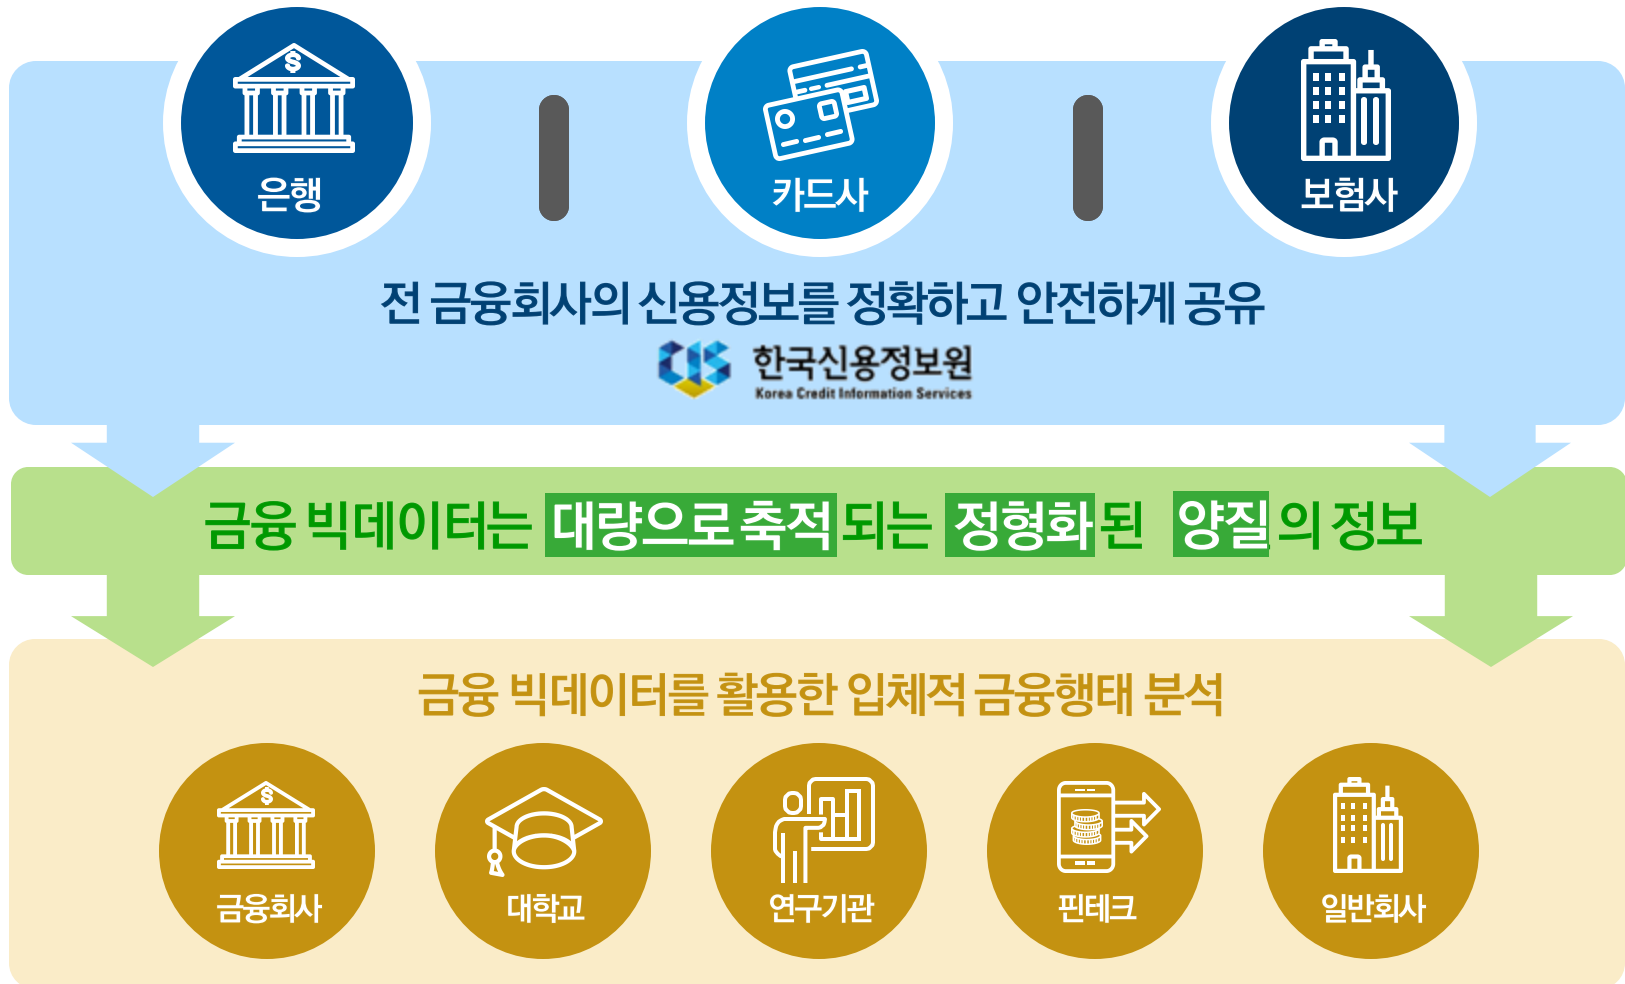 은행
카드사
보험사
전 금융회사의 신용정보를 정확하고 안전하게 공유
CIS 한국신용정보원
Korea Credit Information Services
금융 빅데이터는 대량으로 축적 되는 정형화 된 양질 의 정보
금융 빅데이터를 활용한 입체적 금융행태 분석
금융회사
대학교
연구기관
핀테크
일반회사